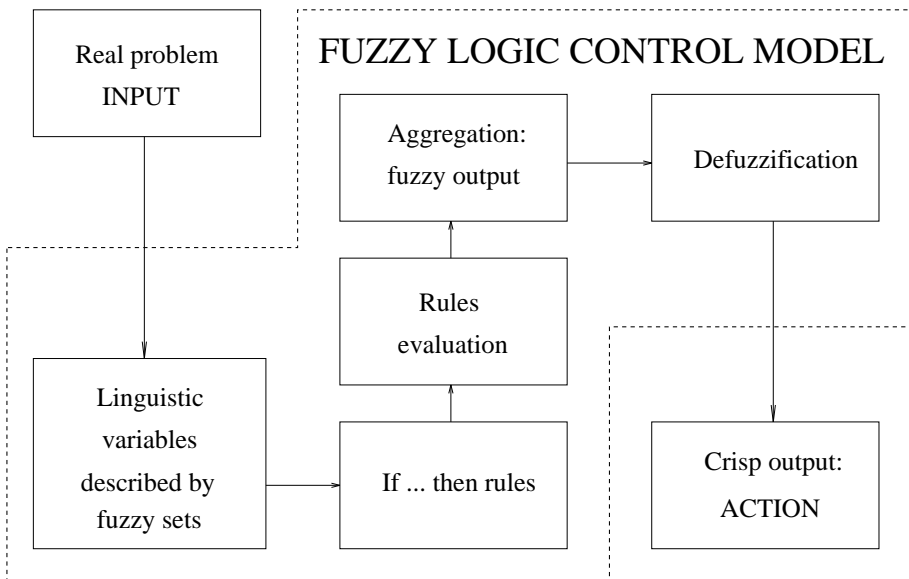 Real problem
INPUT
FUZZY LOGIC CONTROL MODEL
Aggregation:
fuzzy output
Defuzzification
Rules
evaluation
Linguistic
variables
described by
fuzzy sets
If ... then rules
Crisp output:
ACTION